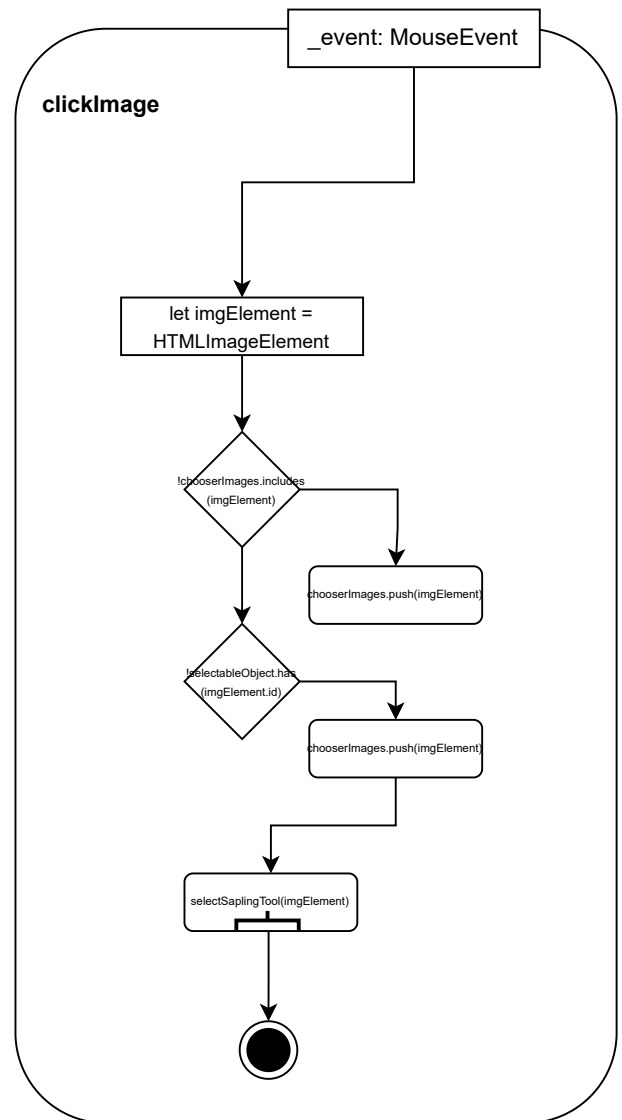 _event: MouseEvent
clickImage
let imgElement =
HTMLImageElement
!chooserImages.includes
(imgElement)
chooserImages.push(imgElement)
!selectableObject.has
(imgElement.id)
chooserImages.push(imgElement)
selectSaplingTool(imgElement)